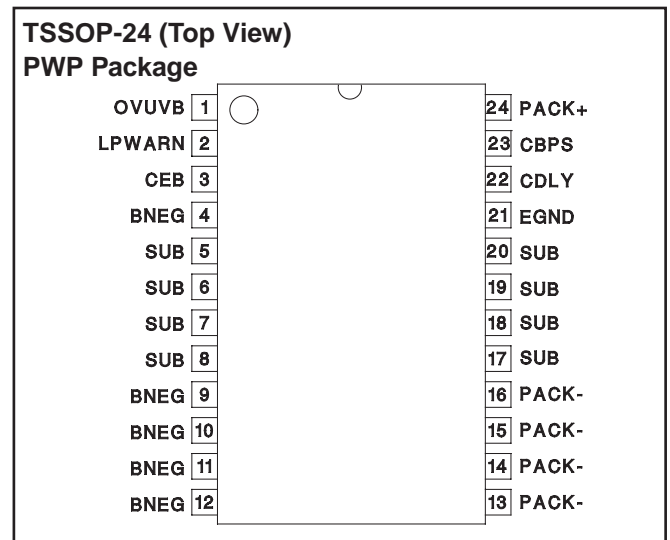 TSSOP-24 (Top View)
PWP Package
OVUVB 1 24 PACK+
LPWARN 2 23 CBPS
CEB 3 22 CDLY
BNEG 4 21 EGND
SUB 5 20 SUB
SUB 6 19 SUB
SUB 7 18 SUB
SUB 8 17 SUB
BNEG 9 16 PACK-
BNEG 10 15 PACK-
BNEG 11 14 PACK-
BNEG 12 13 PACK-